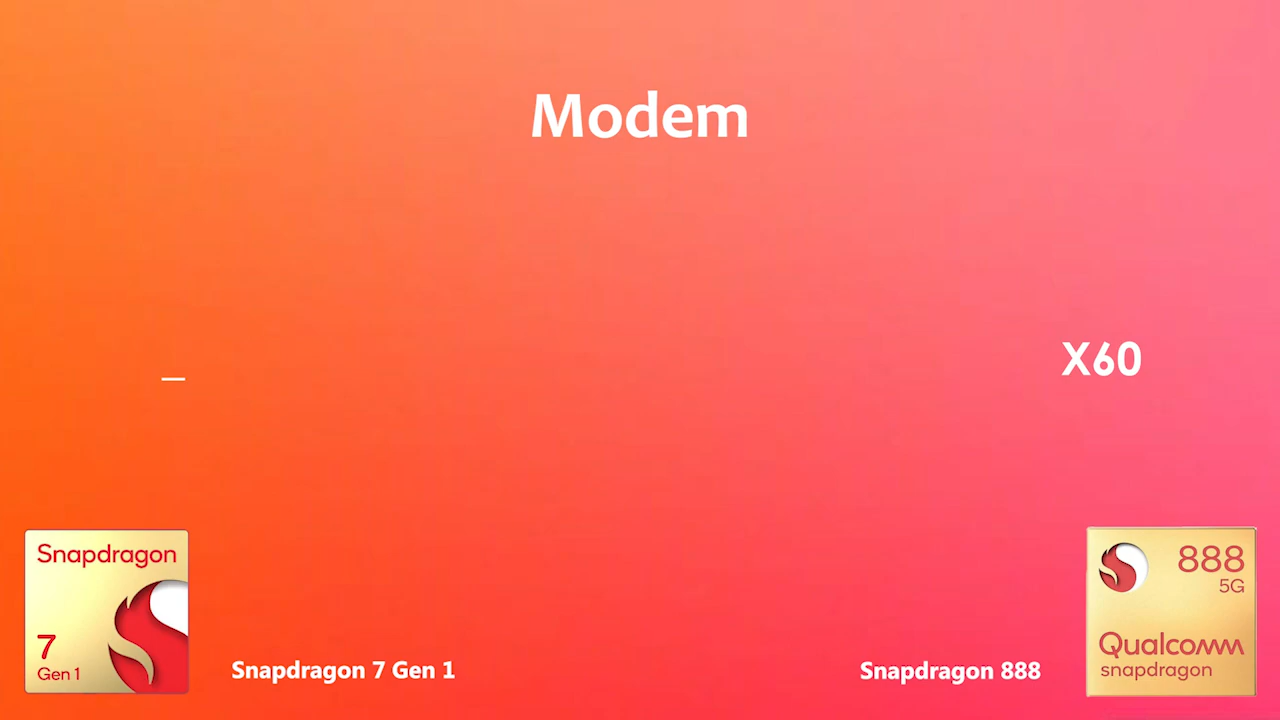 Modem
_
X60
Snapdragon
7
Gen 1
Snapdragon 7 Gen 1
Snapdragon 888
888
5G
Qualcomm
snapdragon